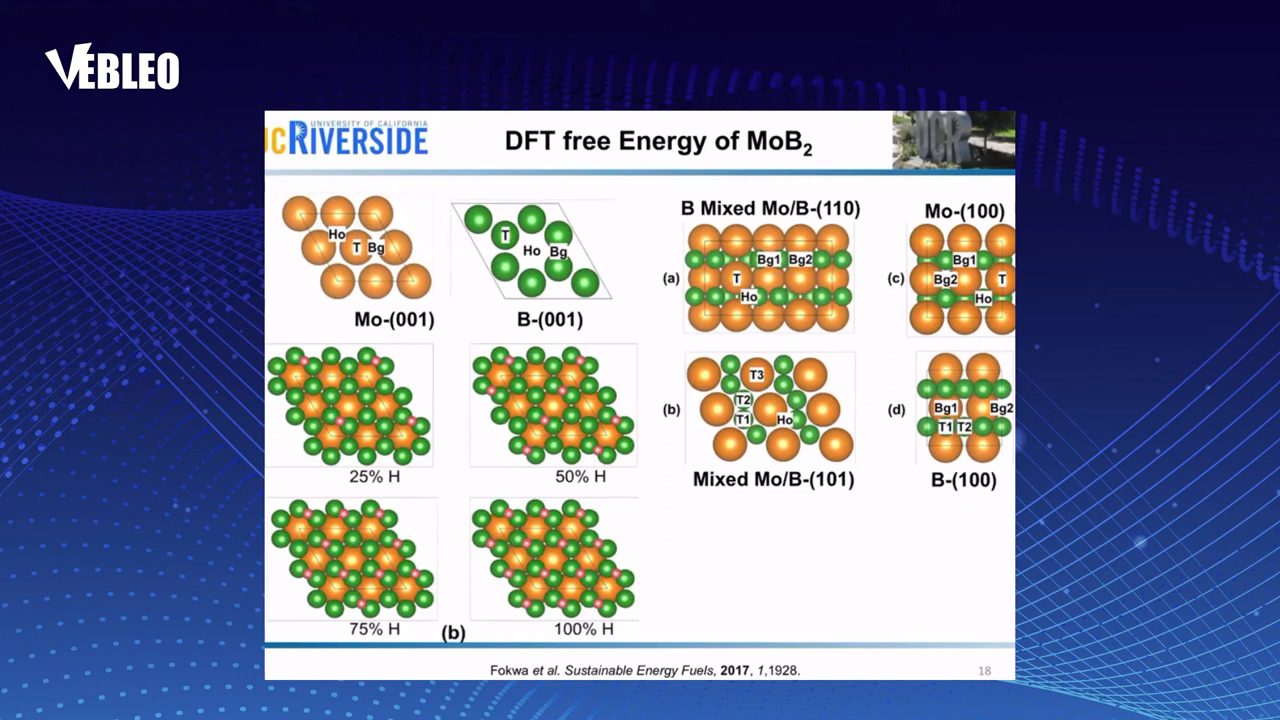 VEBLEO
UNIVERSITY OF CALIFORNIA
UCRIVERSIDE
DFT free Energy of MoB2
UCR
Ho
T Bg
Mo-(001)
T
Ho Bg
B-(001)
B Mixed Mo/B-(110)
(a)
Bg1 Bg2
T
Ho
Mo-(100)
(c)
Bg1
Bg2 T
Ho
25% H
50% H
(b)
T3
T2
T1 Ho
Mixed Mo/B-(101)
(d)
Bg1 Bg2
T1 T2
B-(100)
75% H
(b)
100% H
Fokwa et al. Sustainable Energy Fuels, 2017, 1,1928.
18